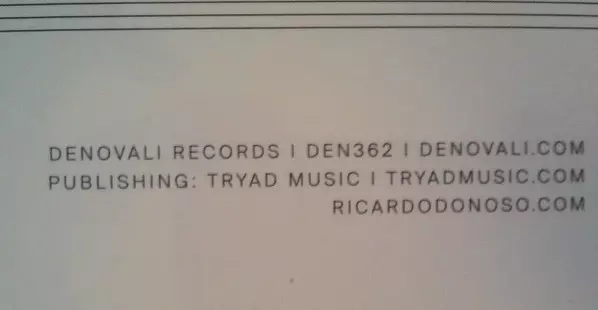 DENOVALI RECORDS | DEN362 | DENOVALI.COM
PUBLISHING: TRYAD MUSIC | TRYADMUSIC.COM
RICARDODONOSO.COM